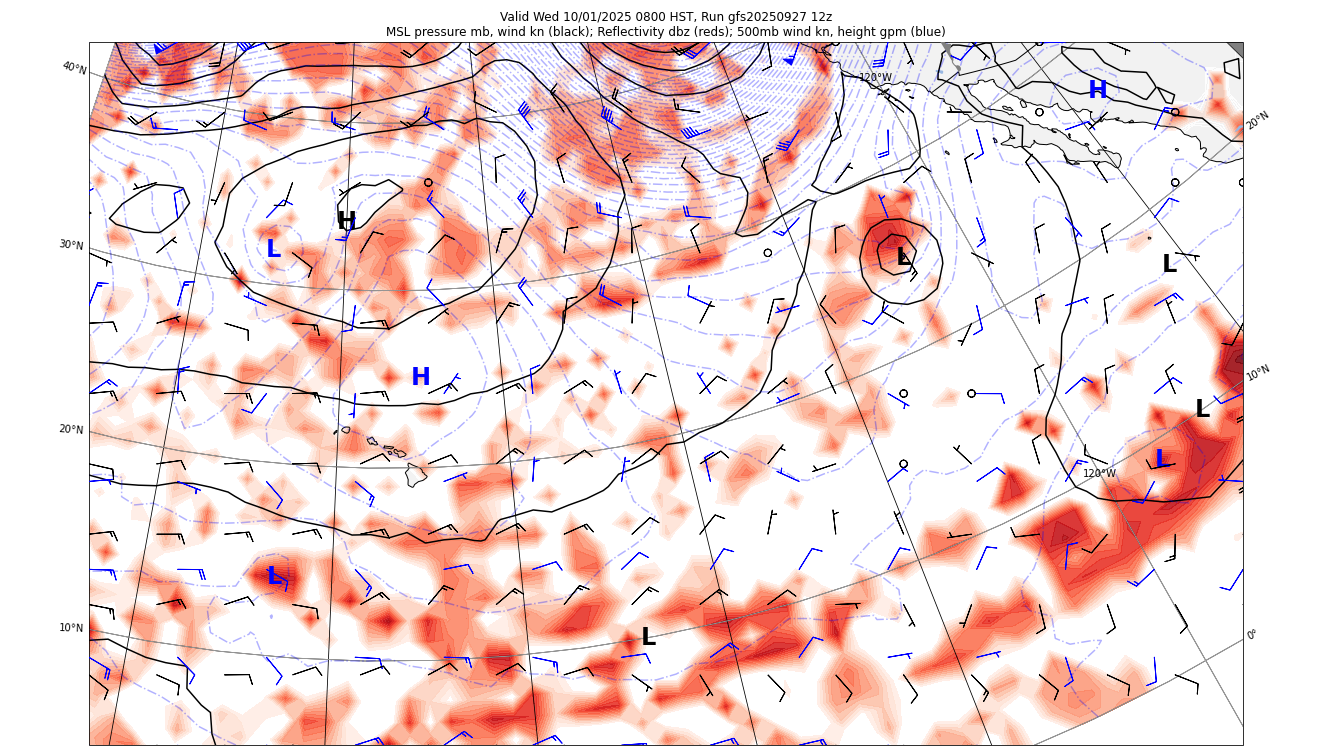 Valid Wed 10/01/2025 0800 HST, Run gfs20250927 12z
MSL pressure mb, wind kn (black); Reflectivity dbz (reds); 500mb wind kn, height gpm (blue)
40°N
120°W
H
20°N
H
30°N
L
L
L
H
10°N
L
20°N
L
120°W
L
10°N
L
0°